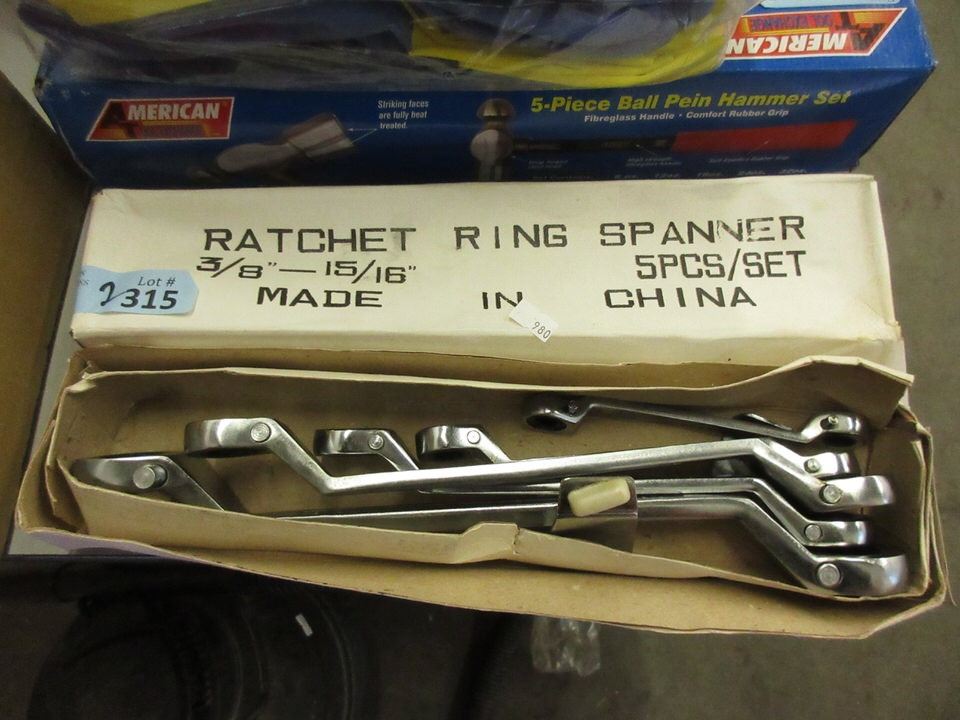 AMERICAN
MERICAN
Striking faces
are fully heat
treated.
5-Piece Ball Pein Hammer Set
Fibreglass Handle · Comfort Rubber Grip
RATCHET RING SPANNER
3/8"—15/16" 5PCS/SET
MADE IN CHINA
Lot #
2315
980